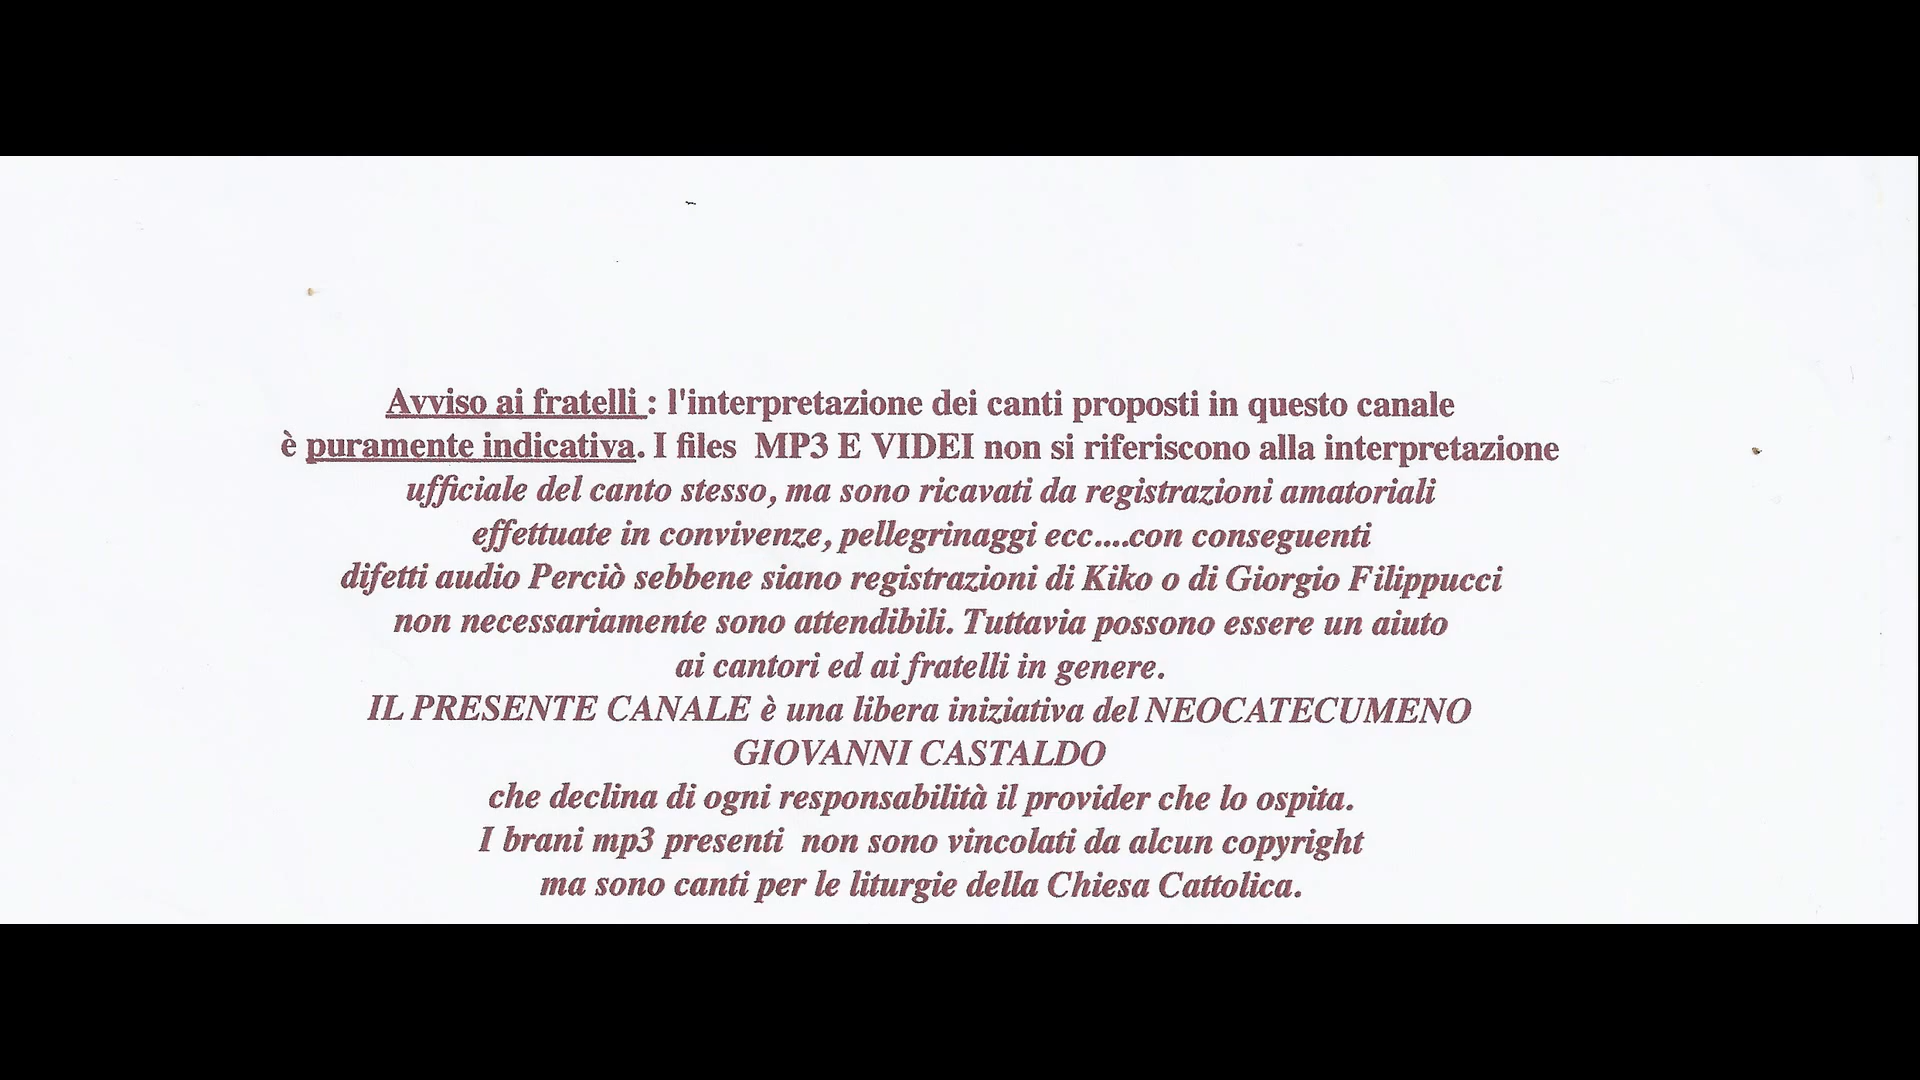 Avviso ai fratelli : l'interpretazione dei canti proposti in questo canale
è puramente indicativa. I files MP3 E VIDEI non si riferiscono alla interpretazione
ufficiale del canto stesso, ma sono ricavati da registrazioni amatoriali
effettuate in convivenze, pellegrinaggi ecc....con conseguenti
difetti audio Perciò sebbene siano registrazioni di Kiko o di Giorgio Filippucci
non necessariamente sono attendibili. Tuttavia possono essere un aiuto
ai cantori ed ai fratelli in genere.
IL PRESENTE CANALE è una libera iniziativa del NEOCATECUMENO
GIOVANNI CASTALDO
che declina di ogni responsabilità il provider che lo ospita.
I brani mp3 presenti non sono vincolati da alcun copyright
ma sono canti per le liturgie della Chiesa Cattolica.